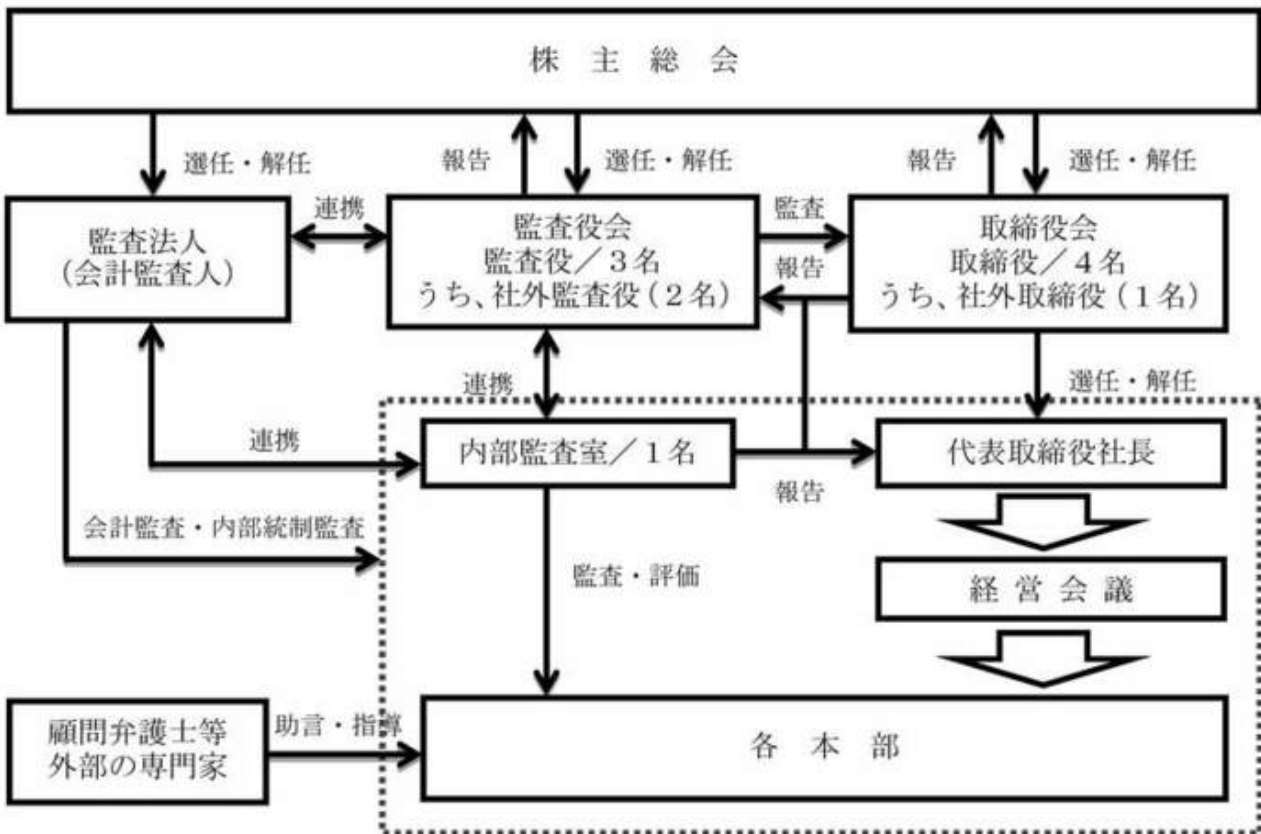 株主総会
選任・解任
報告
選任・解任
報告
選任・解任
監査法人
(会計監査人)
連携
監査役会
監査役／3名
うち、社外監査役(2名)
監査
報告
取締役会
取締役／4名
うち、社外取締役(1名)
連携
選任・解任
連携
内部監査室／1名
報告
代表取締役社長
会計監査・内部統制監査
監査・評価
経営会議
顧問弁護士等
外部の専門家
助言・指導
各本部